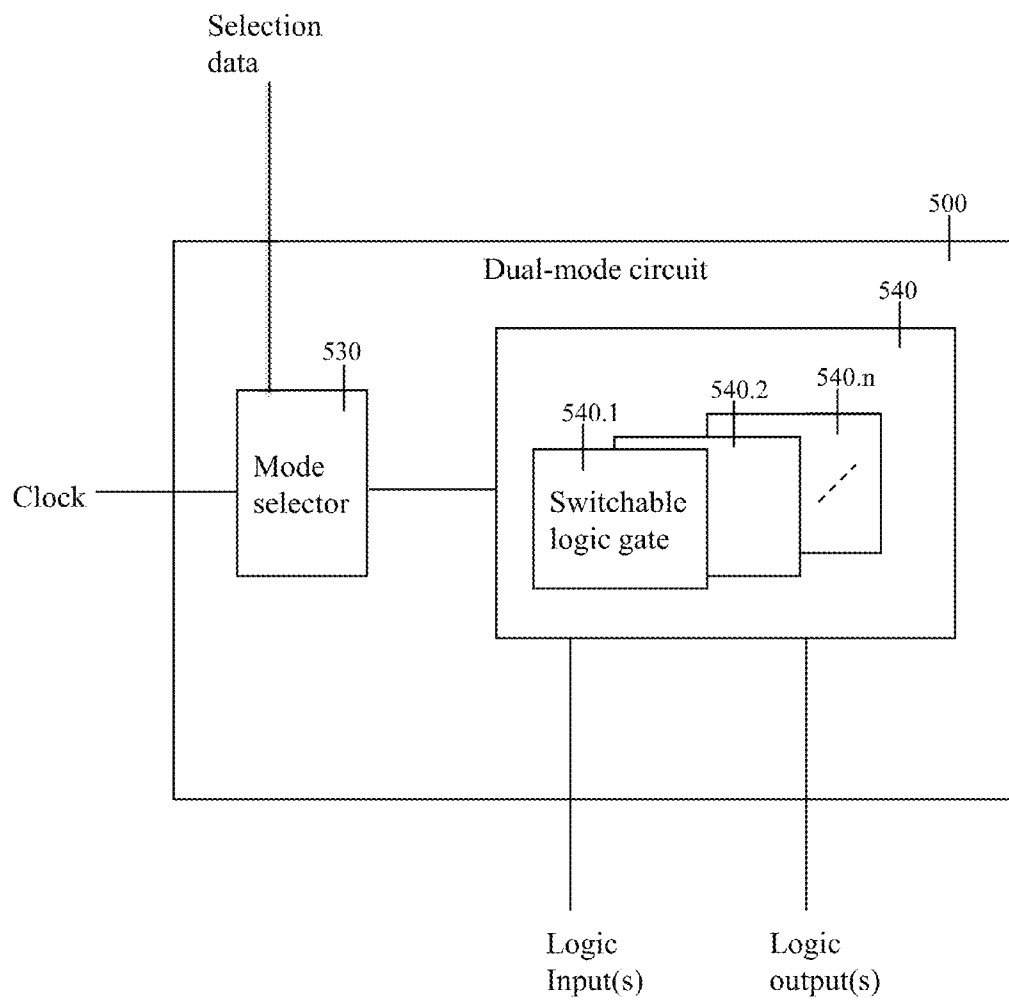 Selection
data
500
Dual-mode circuit
540
530
540.n
540.2
540.1
Mode
selector
Switchable
logic gate
Clock
Logic
Input(s)
Logic
output(s)